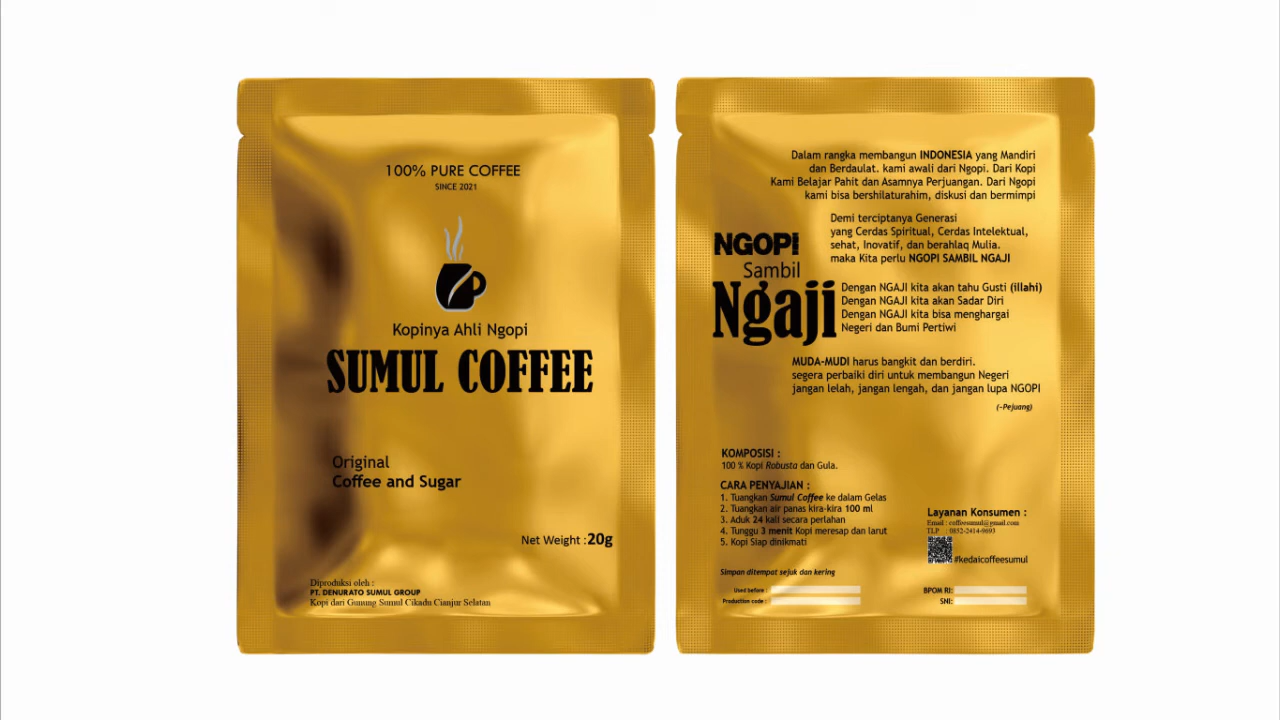 100% PURE COFFEE
SINCE 2021
Kopinya Ahli Ngopi
SUMUL COFFEE
Original
Coffee and Sugar
Net Weight :20g
Diproduksi oleh :
PT. DENURATO SUMUL GROUP
Kopi dari Gunung Sumul Cikadu Cianjur Selatan
Dalam rangka membangun INDONESIA yang Mandiri
dan Berdaulat. kami awali dari Ngopi. Dari Kopi
Kami Belajar Pahit dan Asamnya Perjuangan. Dari Ngopi
kami bisa bershilaturahim, diskusi dan bermimpi
Demi terciptanya Generasi
yang Cerdas Spiritual, Cerdas Intelektual,
sehat, Inovatif, dan berahlaq Mulia.
maka Kita perlu NGOPI SAMBIL NGAJI
NGOPI
Sambil
Ngaji
Dengan NGAJI kita akan tahu Gusti (illahi)
Dengan NGAJI kita akan Sadar Diri
Dengan NGAJI kita bisa menghargai
Negeri dan Bumi Pertiwi
MUDA-MUDI harus bangkit dan berdiri.
segera perbaiki diri untuk membangun Negeri
jangan lelah, jangan lengah, dan jangan lupa NGOPI
(~Pejuang)
KOMPOSISI :
100 % Kopi Robusta dan Gula.
CARA PENYAJIAN :
1. Tuangkan Sumul Coffee ke dalam Gelas
2. Tuangkan air panas kira-kira 100 ml
3. Aduk 24 kali secara perlahan
4. Tunggu 3 menit Kopi meresap dan larut
5. Kopi Siap dinikmati
Layanan Konsumen :
Email : coffeesumul@gmail.com
TLP : 0852-2414-9693
#kedaicoffeesumul
Simpan ditempat sejuk dan kering
Used before :
Production code :
BPOM RI:
SNI: